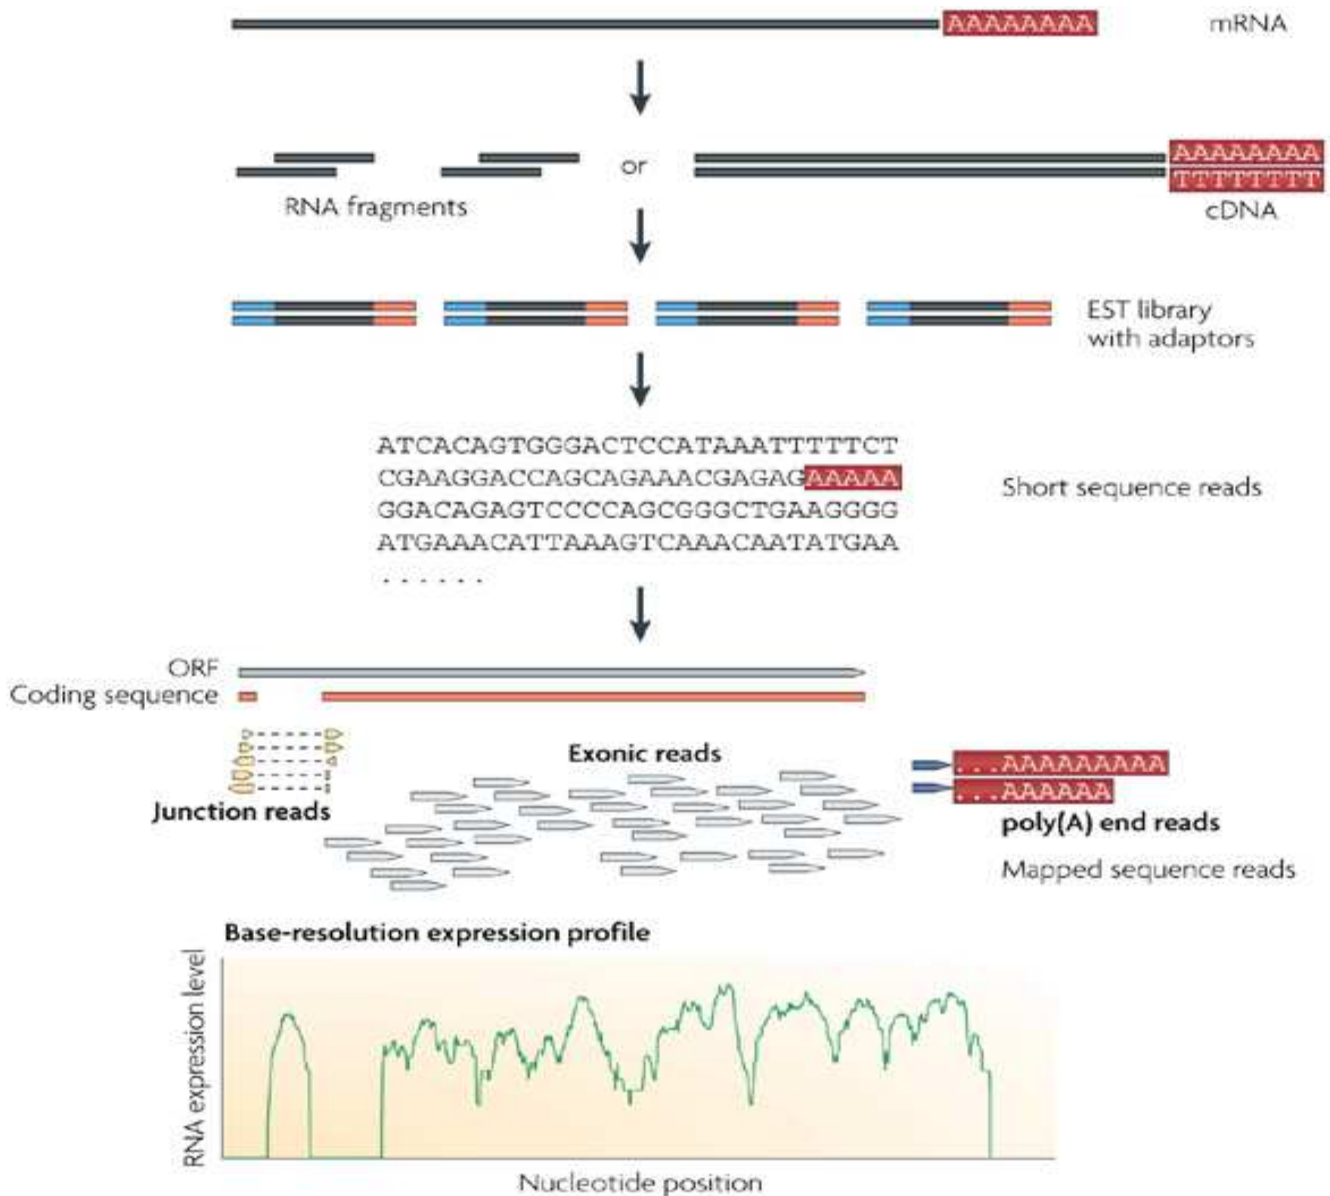 AAAAAAAA mRNA
or
AAAAAAAA
TTTTTTTT
RNA fragments
cDNA
EST library
with adaptors
ATCACAGTGGGACTCCATAAATTTTTCT
CGAAGGACCAGCAGAAACGAGAGAAAAA
GGACAGAGTCCCCAGCGGGCTGAAGGGG
ATGAAACATTAAAGTCAAACAATATGAA
. . . . . .
Short sequence reads
ORF
Coding sequence
Junction reads
Exonic reads
...AAAAAAAAA
...AAAAAA
poly(A) end reads
Mapped sequence reads
Base-resolution expression profile
RNA expression level
Nucleotide position